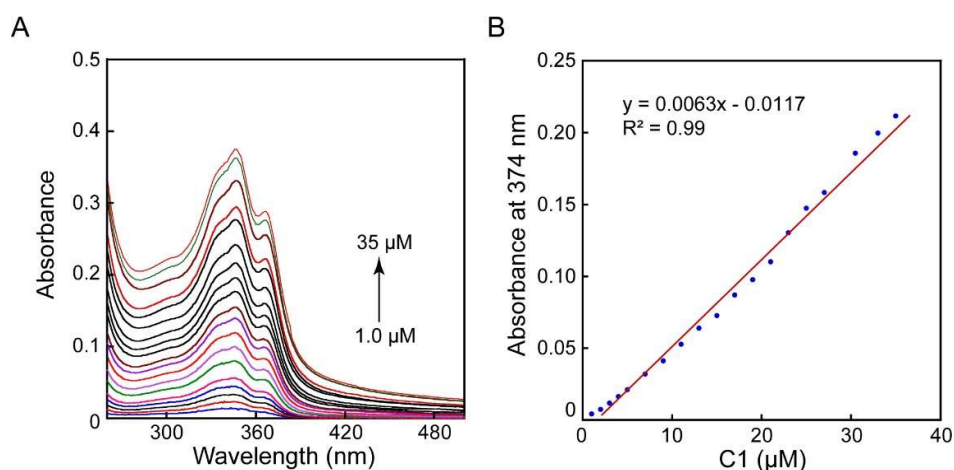 A
0.5
0.4
0.3
0.2
0.1
0
Absorbance
35 µM
1.0 µM
300
360
420
480
Wavelength (nm)
B
0.25
0.20
0.15
0.10
0.05
0
Absorbance at 374 nm
y = 0.0063x - 0.0117
R² = 0.99
0
10
20
30
40
C1 (µM)